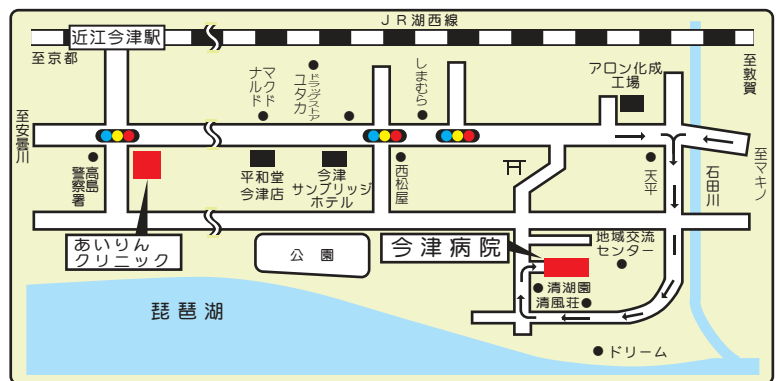 JR湖西線
近江今津駅
至京都
至敦賀
マクド
ナルド
ドラッグストア
ユタカ
しまむら
アロン化成
工場
至安曇川
至マキノ
高島
警察署
平和堂
今津店
今津
サンブリッジ
ホテル
西松屋
天平
石田川
あいりん
クリニック
公園
今津病院
地域交流
センター
清湖園
清風荘
琵琶湖
ドリーム